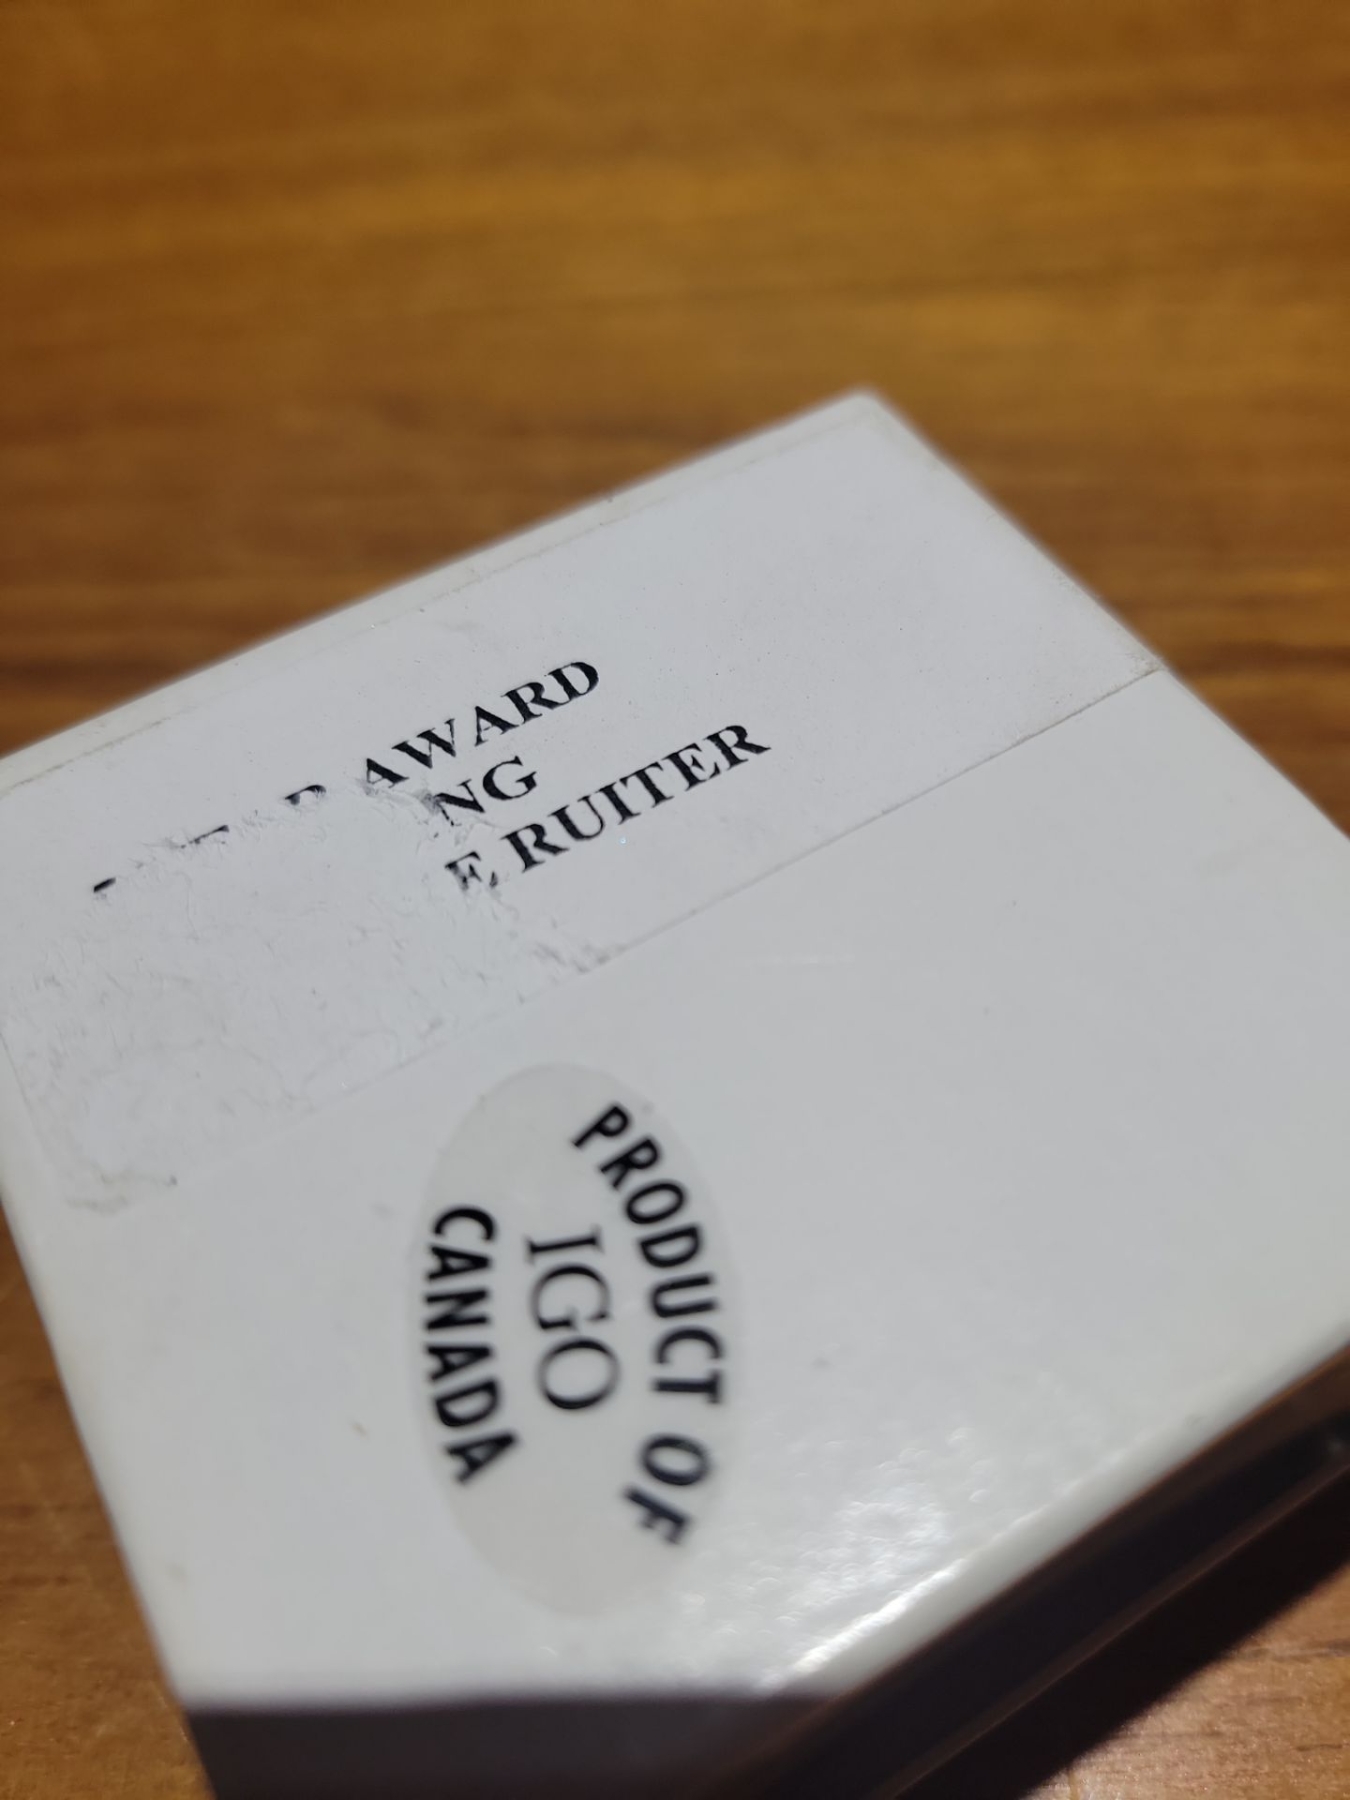 AWARD
NG
E RUITER
PRODUCT OF
IGO
CANADA